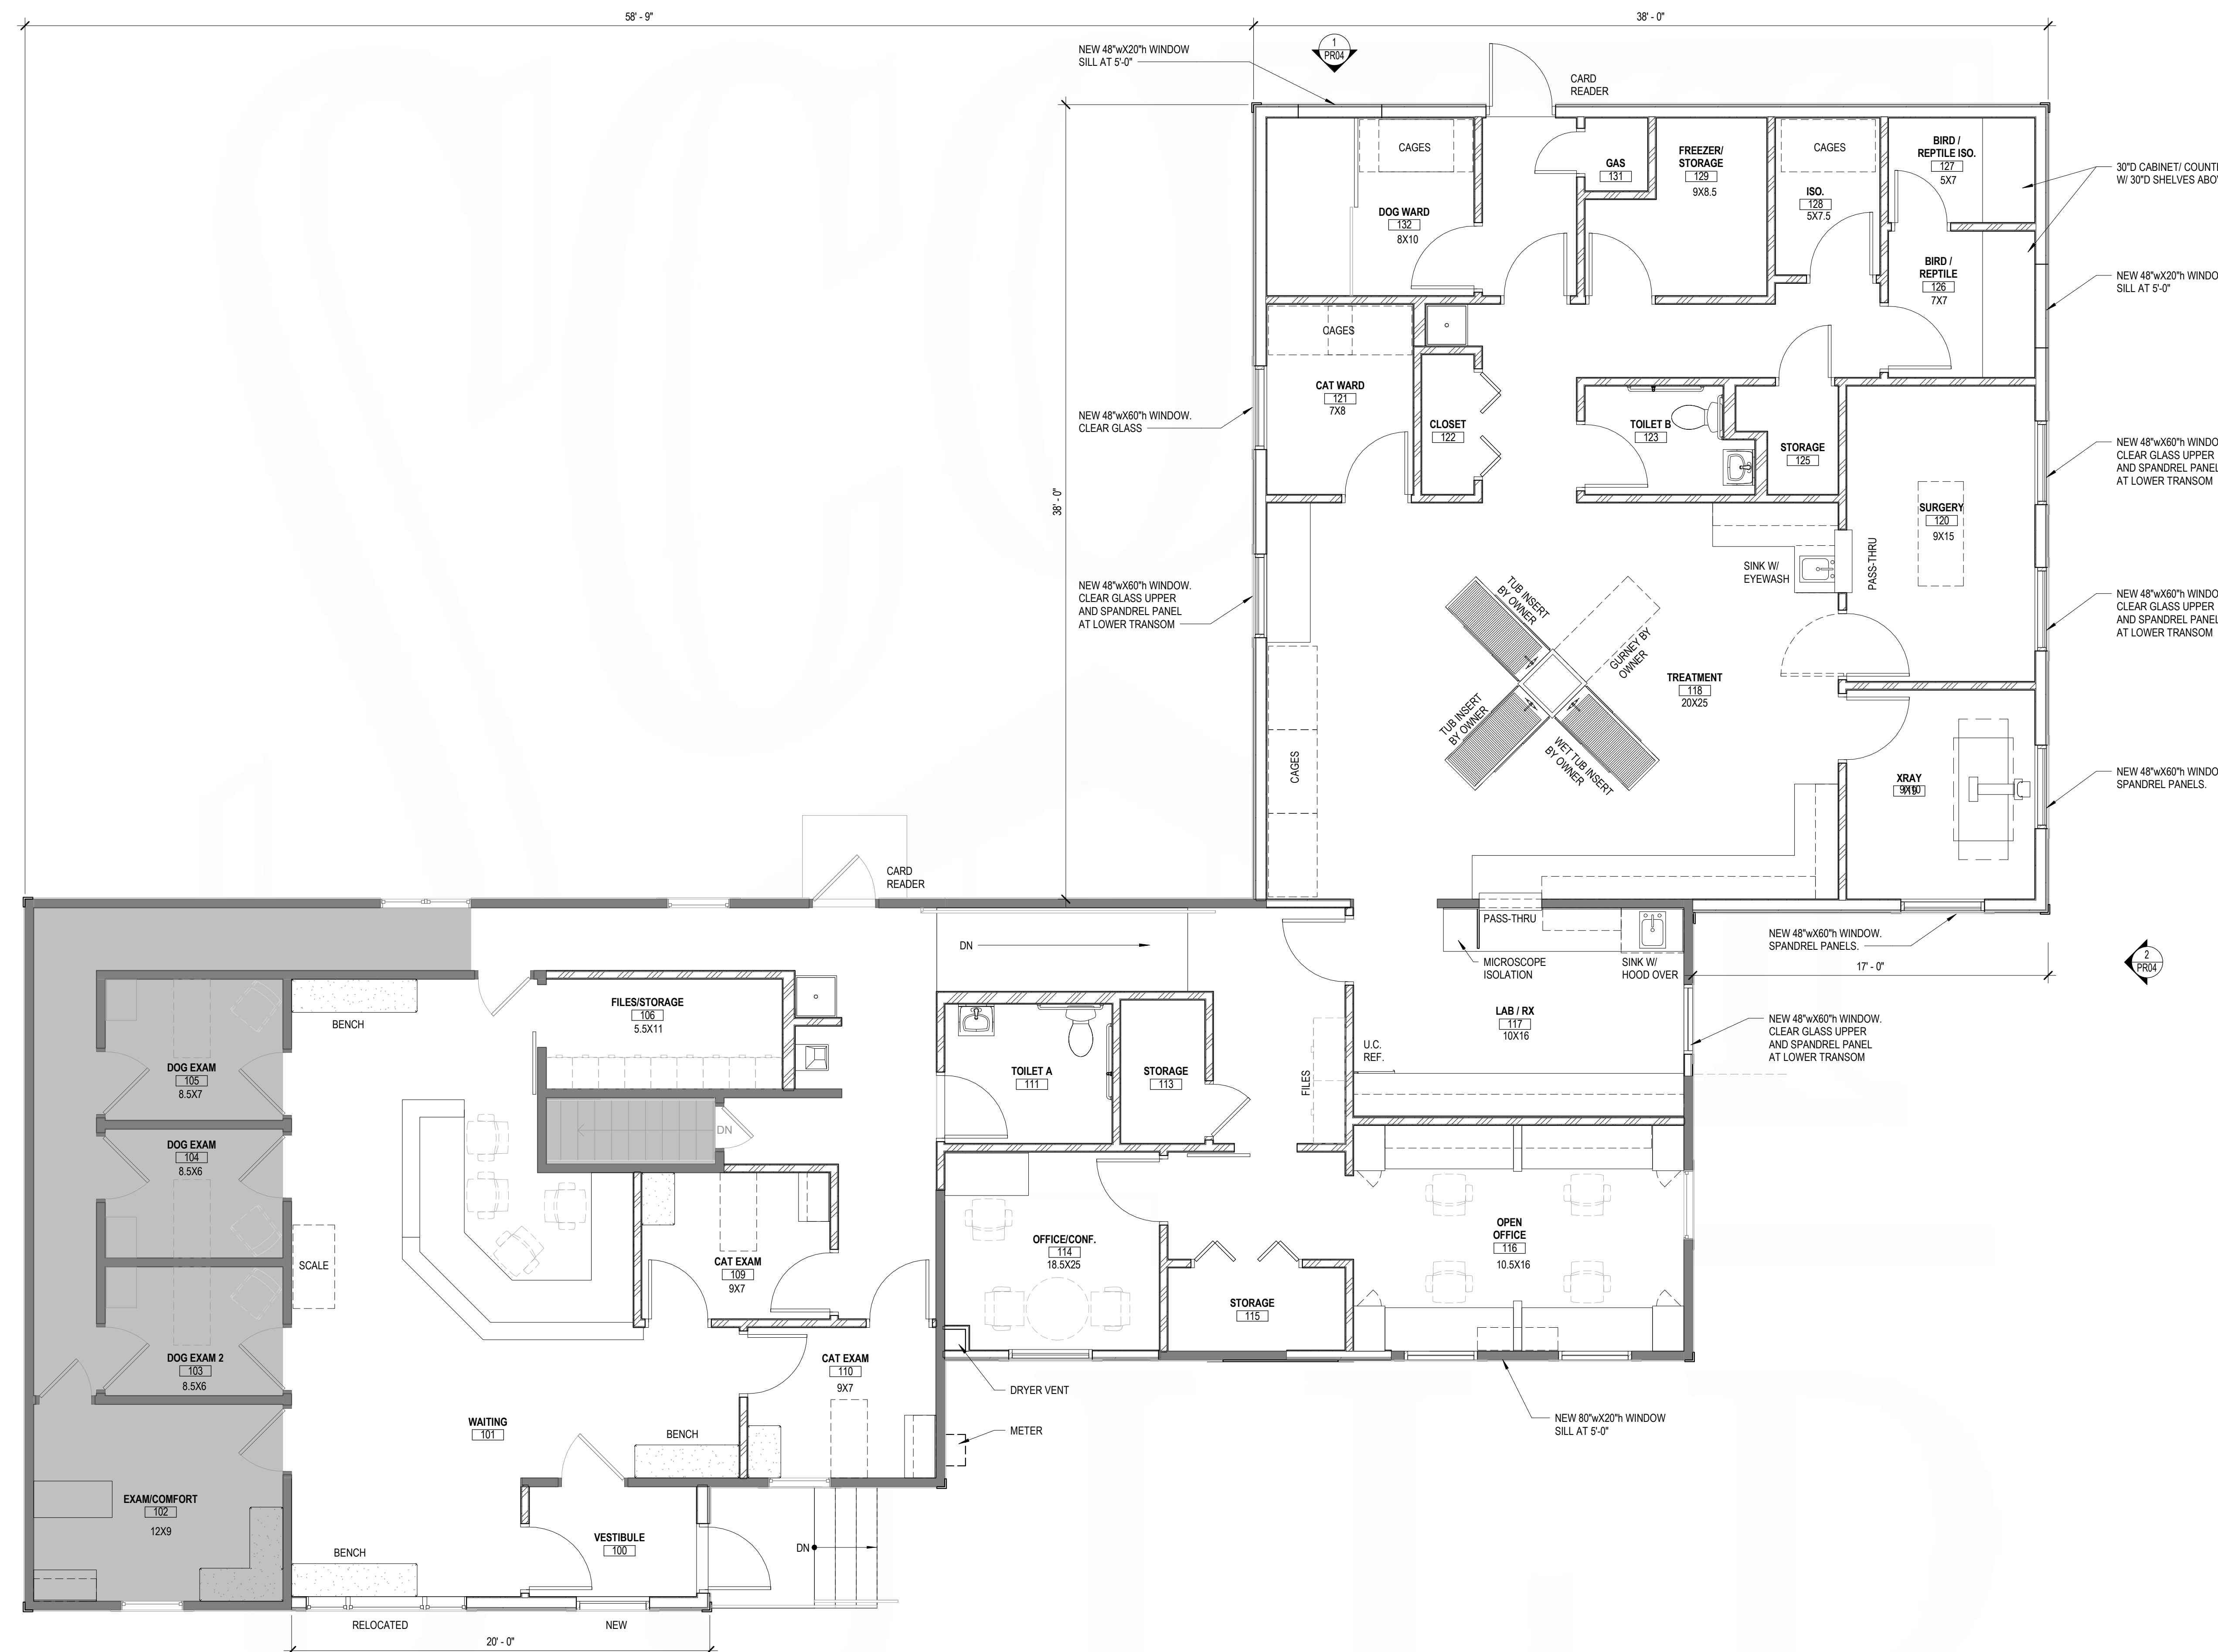 58' - 9"
38' - 0"
NEW 48"wX20"h WINDOW
SILL AT 5'-0"
1
PR04
CARD
READER
CAGES
GAS
131
FREEZER/
STORAGE
129
9X8.5
CAGES
ISO.
128
5X7.5
BIRD /
REPTILE ISO.
127
5X7
30"D CABINET/ COUNT
W/ 30"D SHELVES ABO
DOG WARD
132
8X10
BIRD /
REPTILE
126
7X7
NEW 48"wX20"h WINDO
SILL AT 5'-0"
CAGES
CAT WARD
121
7X8
NEW 48"wX60"h WINDOW.
CLEAR GLASS
CLOSET
122
TOILET B
123
STORAGE
125
NEW 48"wX60"h WINDO
CLEAR GLASS UPPER
AND SPANDREL PANEL
AT LOWER TRANSOM
38' - 0"
SURGERY
120
9X15
PASS-THRU
SINK W/
EYEWASH
NEW 48"wX60"h WINDOW.
CLEAR GLASS UPPER
AND SPANDREL PANEL
AT LOWER TRANSOM
NEW 48"wX60"h WINDO
CLEAR GLASS UPPER
AND SPANDREL PANEL
AT LOWER TRANSOM
TUB INSERT
BY OWNER
GURNEY BY
OWNER
TREATMENT
118
20X25
TUB INSERT
BY OWNER
WET TUB INSERT
BY OWNER
CAGES
XRAY
9X10
NEW 48"wX60"h WINDO
SPANDREL PANELS.
CARD
READER
DN
PASS-THRU
MICROSCOPE
ISOLATION
SINK W/
HOOD OVER
NEW 48"wX60"h WINDOW.
SPANDREL PANELS.
17' - 0"
2
PR04
BENCH
FILES/STORAGE
106
5.5X11
LAB / RX
117
10X16
NEW 48"wX60"h WINDOW.
CLEAR GLASS UPPER
AND SPANDREL PANEL
AT LOWER TRANSOM
U.C.
REF.
DOG EXAM
105
8.5X7
TOILET A
111
STORAGE
113
FILES
DN
DOG EXAM
104
8.5X6
SCALE
CAT EXAM
109
9X7
OFFICE/CONF.
114
18.5X25
OPEN
OFFICE
116
10.5X16
STORAGE
115
DOG EXAM 2
103
8.5X6
CAT EXAM
110
9X7
DRYER VENT
WAITING
101
BENCH
METER
NEW 80"wX20"h WINDOW
SILL AT 5'-0"
EXAM/COMFORT
102
12X9
BENCH
VESTIBULE
100
DN
RELOCATED
NEW
20' - 0"